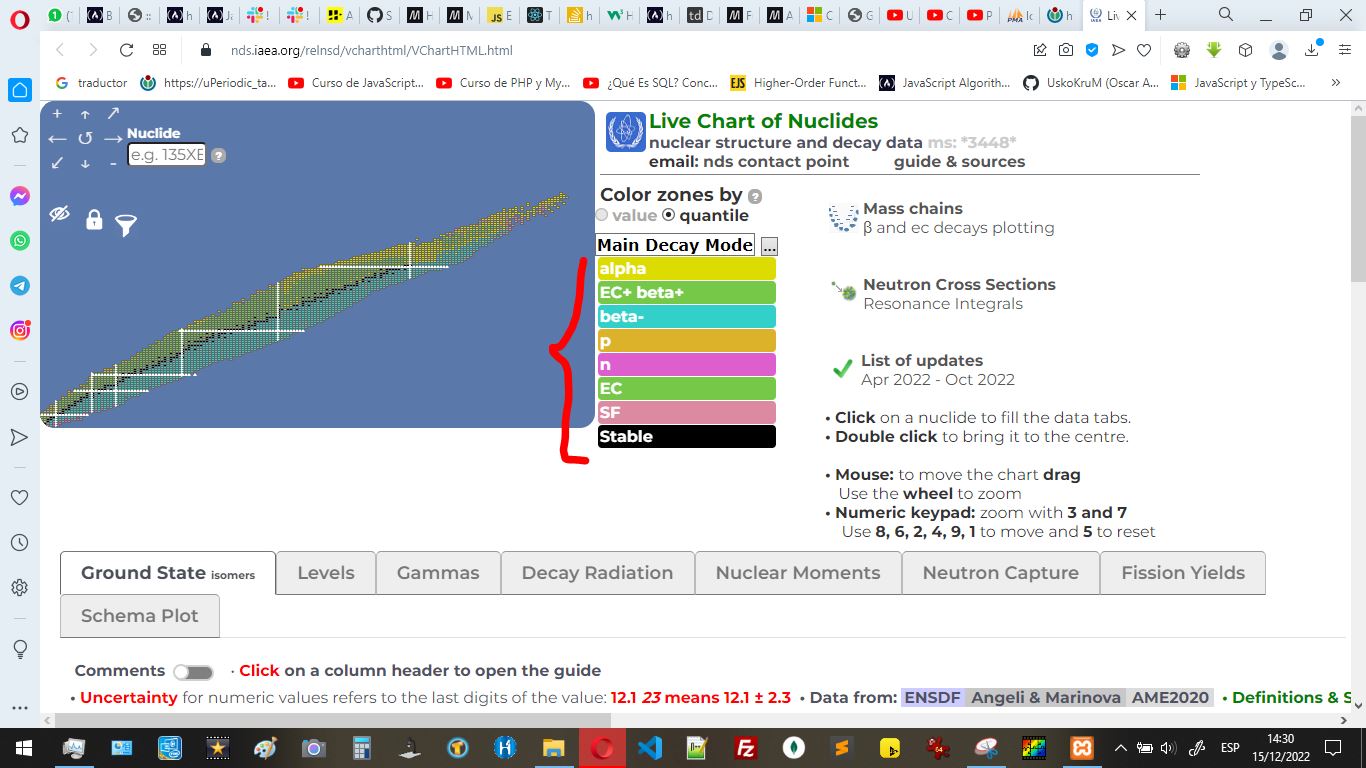 Li
nds.iaea.org/relnsd/vcharthtml/VChartHTML.html
traductor
https://uPeriodic_ta...
Curso de JavaScript...
Curso de PHP y My...
¿Qué Es SQL? Conc...
Higher-Order Funct...
JavaScript Algorith...
UskoKruM (Oscar A...
JavaScript y TypeSc...
Nuclide
e.g. 135XE
Live Chart of Nuclides
nuclear structure and decay data ms: *3448*
email: nds contact point guide & sources
Color zones by ?
value quantile
Main Decay Mode ...
alpha
EC+ beta+
beta-
p
n
EC
SF
Stable
Mass chains
β and ec decays plotting
Neutron Cross Sections
Resonance Integrals
List of updates
Apr 2022 - Oct 2022
• Click on a nuclide to fill the data tabs.
• Double click to bring it to the centre.
• Mouse: to move the chart drag
Use the wheel to zoom
• Numeric keypad: zoom with 3 and 7
Use 8, 6, 2, 4, 9, 1 to move and 5 to reset
Ground State isomers Levels Gammas Decay Radiation Nuclear Moments Neutron Capture Fission Yields
Schema Plot
Comments · Click on a column header to open the guide
• Uncertainty for numeric values refers to the last digits of the value: 12.1 23 means 12.1 ± 2.3 • Data from: ENSDF Angeli & Marinova AME2020 • Definitions & S
ESP
14:30
15/12/2022